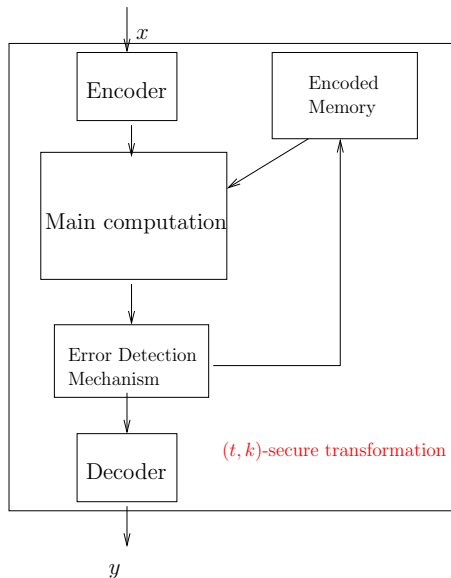 x
Encoder
Encoded
Memory
Main computation
Error Detection
Mechanism
(t, k)-secure transformation
Decoder
y